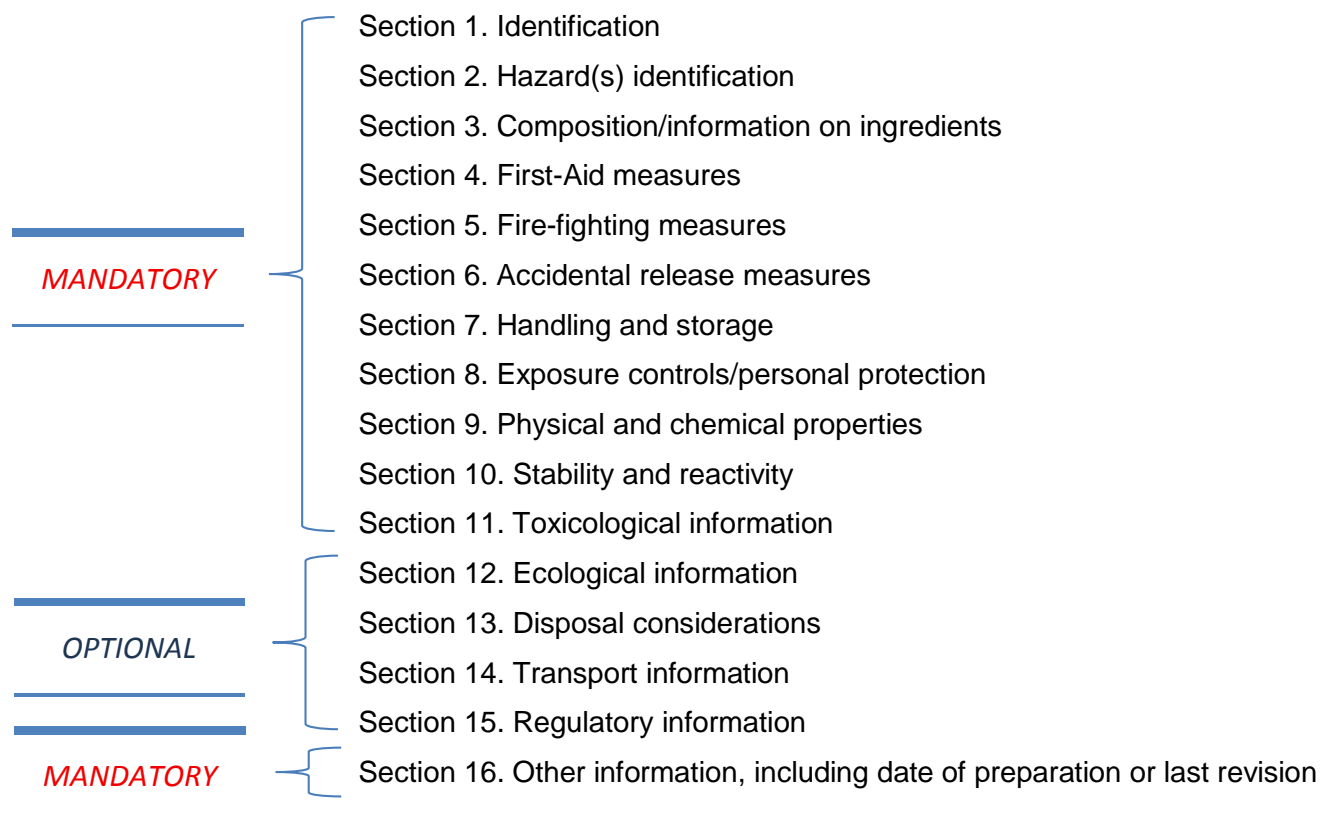 Section 1. Identification
Section 2. Hazard(s) identification
Section 3. Composition/information on ingredients
Section 4. First-Aid measures
Section 5. Fire-fighting measures
MANDATORY
Section 6. Accidental release measures
Section 7. Handling and storage
Section 8. Exposure controls/personal protection
Section 9. Physical and chemical properties
Section 10. Stability and reactivity
Section 11. Toxicological information
Section 12. Ecological information
Section 13. Disposal considerations
OPTIONAL
Section 14. Transport information
Section 15. Regulatory information
MANDATORY
Section 16. Other information, including date of preparation or last revision